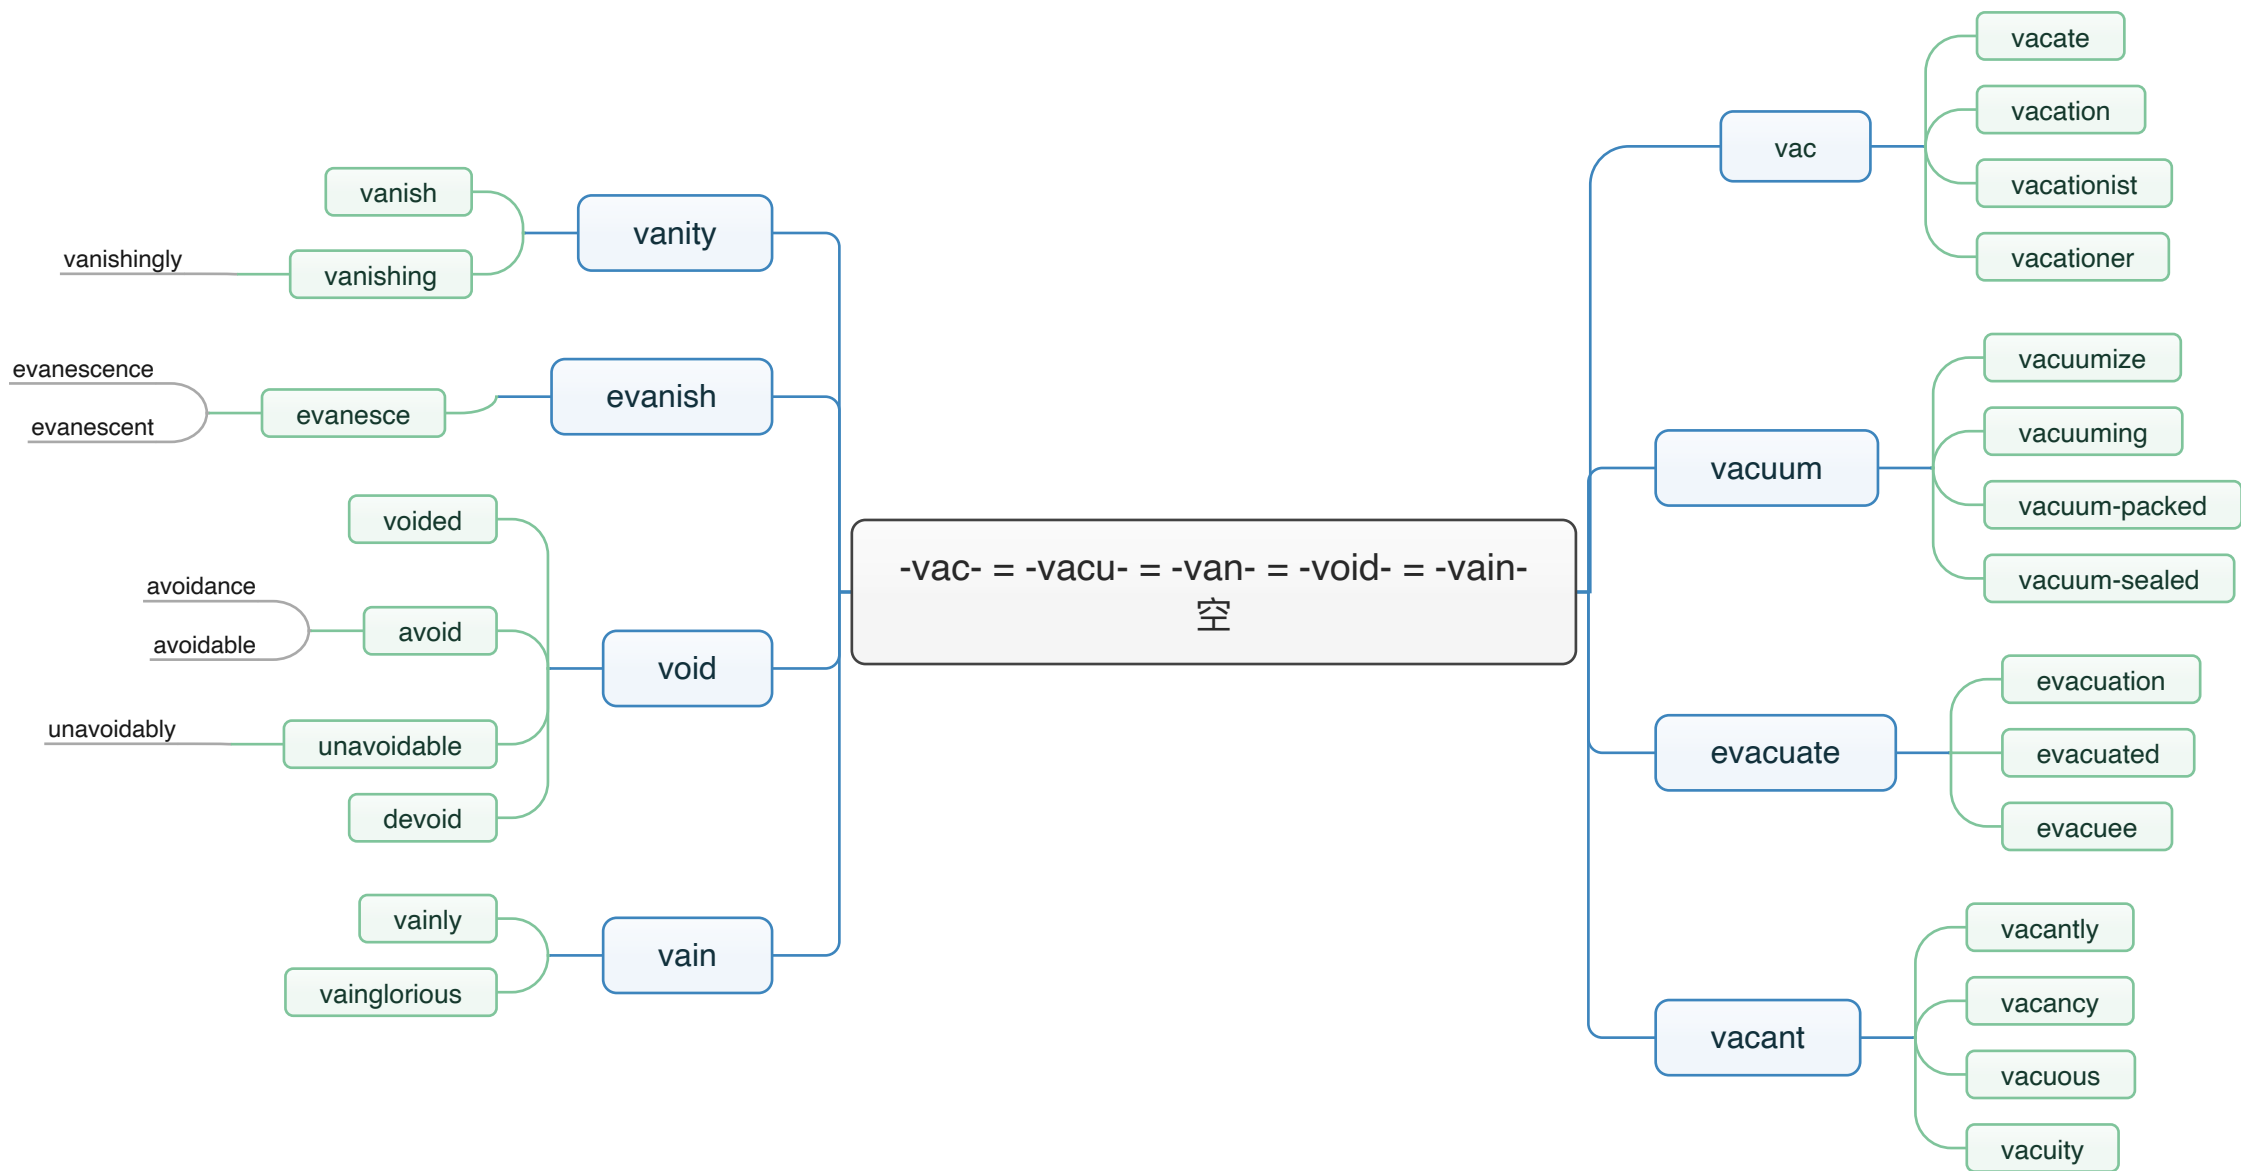 -vac- = -vacu- = -van- = -void- = -vain-
空
vac
vacate
vacation
vacationist
vacationer
vacuum
vacuumize
vacuuming
vacuum-packed
vacuum-sealed
evacuate
evacuation
evacuated
evacuee
vacant
vacantly
vacancy
vacuous
vacuity
vanity
vanish
vanishing
vanishingly
evanish
evanesce
evanescence
evanescent
void
voided
avoid
avoidance
avoidable
unavoidable
unavoidably
devoid
vain
vainly
vainglorious